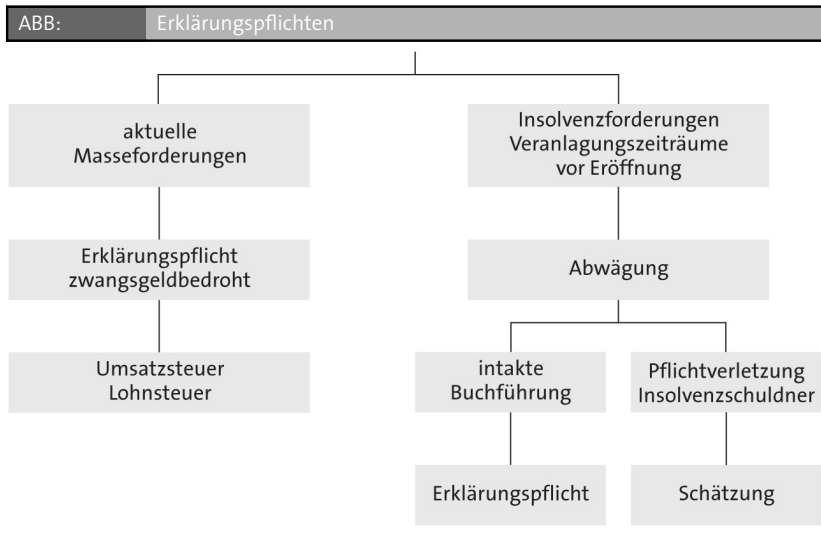 ABB: Erklärungspflichten
aktuelle
Masseforderungen
Insolvenzforderungen
Veranlagungszeiträume
vor Eröffnung
Erklärungspflicht
zwangsgeldbedroht
Abwägung
Umsatzsteuer
Lohnsteuer
intakte
Buchführung
Pflichtverletzung
Insolvenzschuldner
Erklärungspflicht
Schätzung